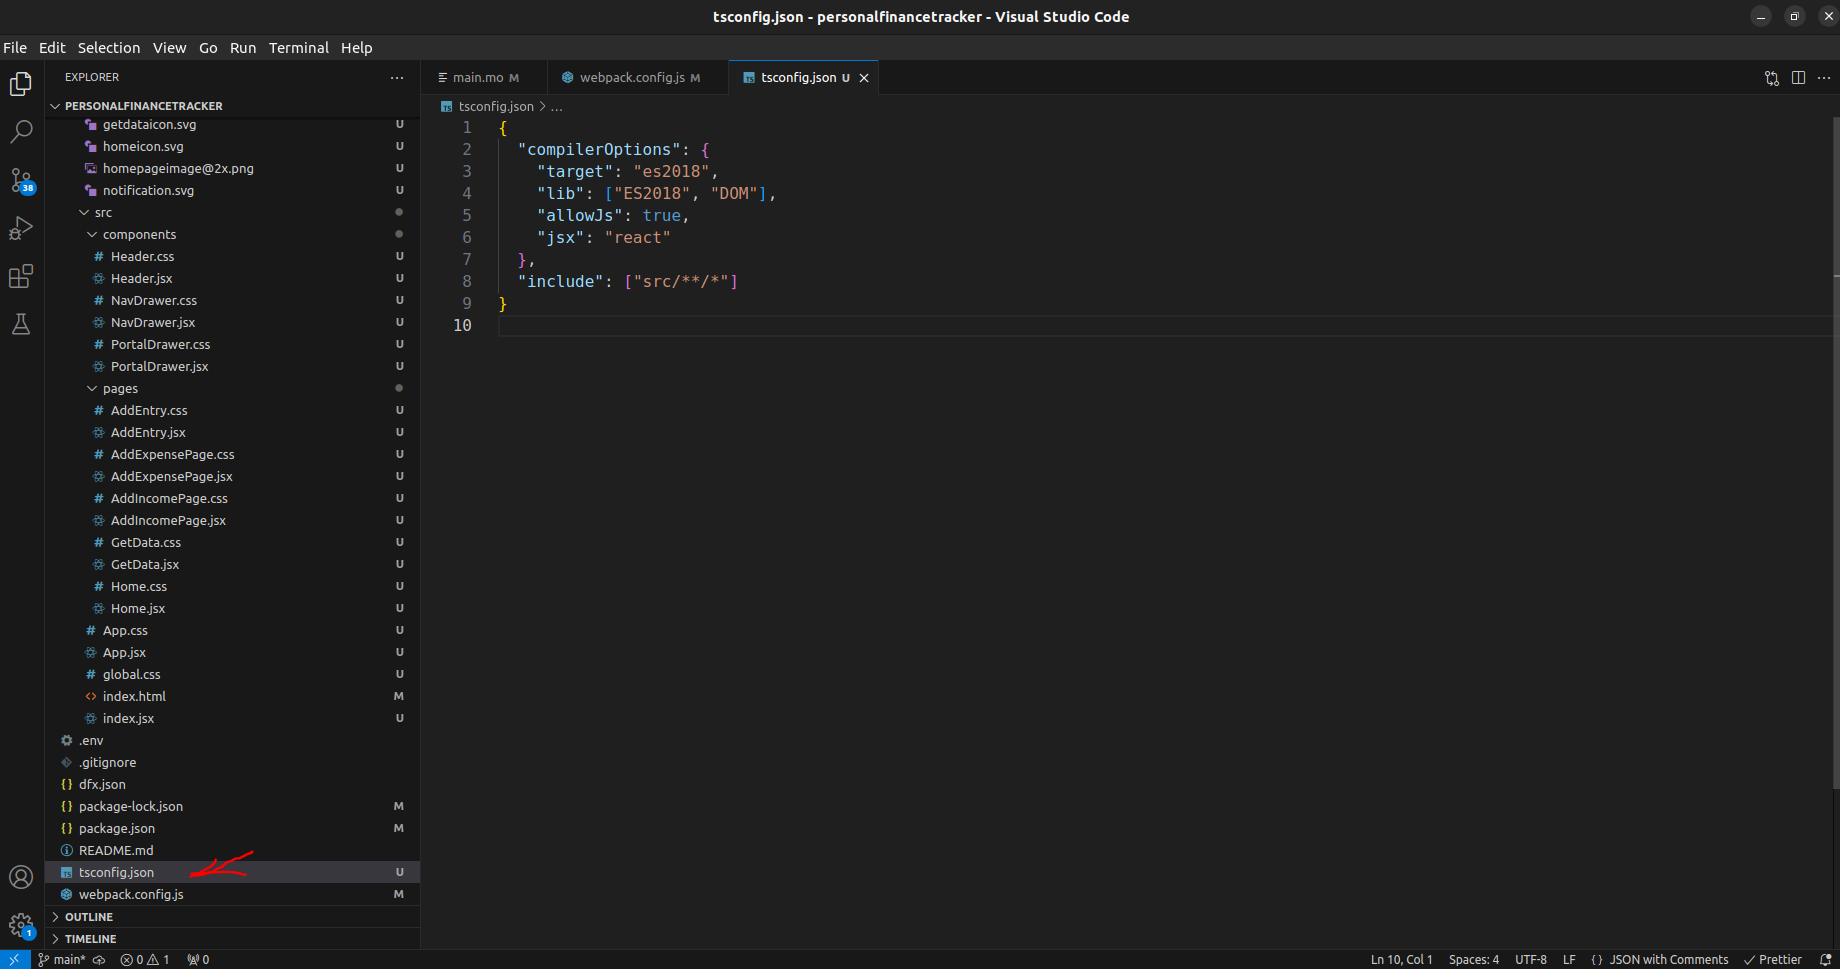 tsconfig.json - personalfinancetracker - Visual Studio Code
File Edit Selection View Go Run Terminal Help
EXPLORER
PERSONALFINANCETRACKER
getdataicon.svg U
homeicon.svg U
homepageimage@2x.png U
notification.svg U
src
components
Header.css U
Header.jsx U
NavDrawer.css U
NavDrawer.jsx U
PortalDrawer.css U
PortalDrawer.jsx U
pages
AddEntry.css U
AddEntry.jsx U
AddExpensePage.css U
AddExpensePage.jsx U
AddIncomePage.css U
AddIncomePage.jsx U
GetData.css U
GetData.jsx U
Home.css U
Home.jsx U
App.css U
App.jsx U
global.css U
index.html M
index.jsx U
.env
.gitignore
dfx.json
package-lock.json M
package.json M
README.md
tsconfig.json U
webpack.config.js M
OUTLINE
TIMELINE
38
1
main.mo M webpack.config.js M tsconfig.json U
tsconfig.json > ...
1 {
2 "compilerOptions": {
3 "target": "es2018",
4 "lib": ["ES2018", "DOM"],
5 "allowJs": true,
6 "jsx": "react"
7 },
8 "include": ["src/**/*"]
9 }
10
main* 0 1 0 Ln 10, Col 1 Spaces: 4 UTF-8 LF {} JSON with Comments Prettier